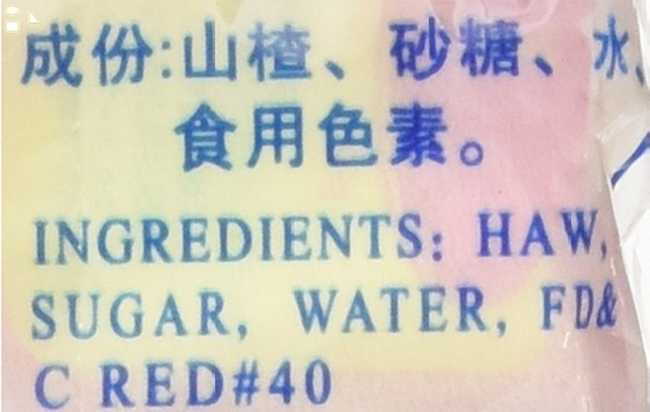 成份:山楂、砂糖、水、
食用色素。
INGREDIENTS: HAW,
SUGAR, WATER, FD&
C RED#40